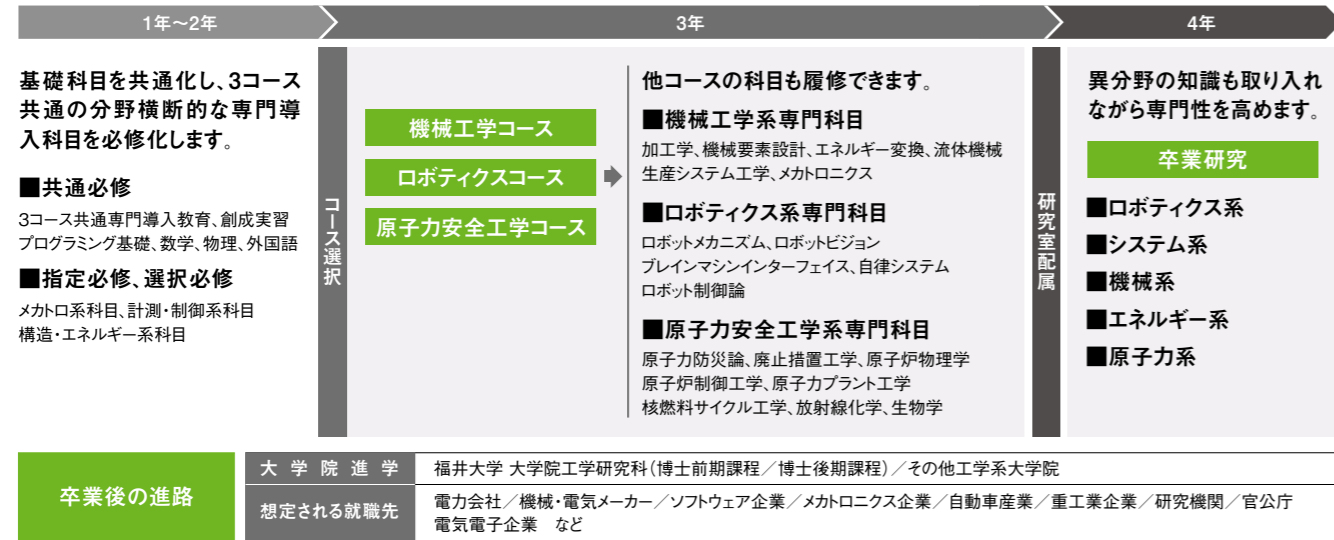 1年～2年
3年
4年
基礎科目を共通化し、3コース
共通の分野横断的な専門導
入科目を必修化します。
■共通必修
3コース共通専門導入教育、創成実習
プログラミング基礎、数学、物理、外国語
■指定必修、選択必修
メカトロ系科目、計測・制御系科目
構造・エネルギー系科目
コース選択
機械工学コース
ロボティクスコース
原子力安全工学コース
他コースの科目も履修できます。
■機械工学系専門科目
加工学、機械要素設計、エネルギー変換、流体機械
生産システム工学、メカトロニクス
■ロボティクス系専門科目
ロボットメカニズム、ロボットビジョン
ブレインマシンインターフェイス、自律システム
ロボット制御論
■原子力安全工学系専門科目
原子力防災論、廃止措置工学、原子炉物理学
原子炉制御工学、原子力プラント工学
核燃料サイクル工学、放射線化学、生物学
研究室配属
異分野の知識も取り入れ
ながら専門性を高めます。
卒業研究
■ロボティクス系
■システム系
■機械系
■エネルギー系
■原子力系
卒業後の進路
大学院進学
福井大学 大学院工学研究科（博士前期課程／博士後期課程）／その他工学系大学院
想定される就職先
電力会社／機械・電気メーカー／ソフトウェア企業／メカトロニクス企業／自動車産業／重工業企業／研究機関／官公庁
電気電子企業　など